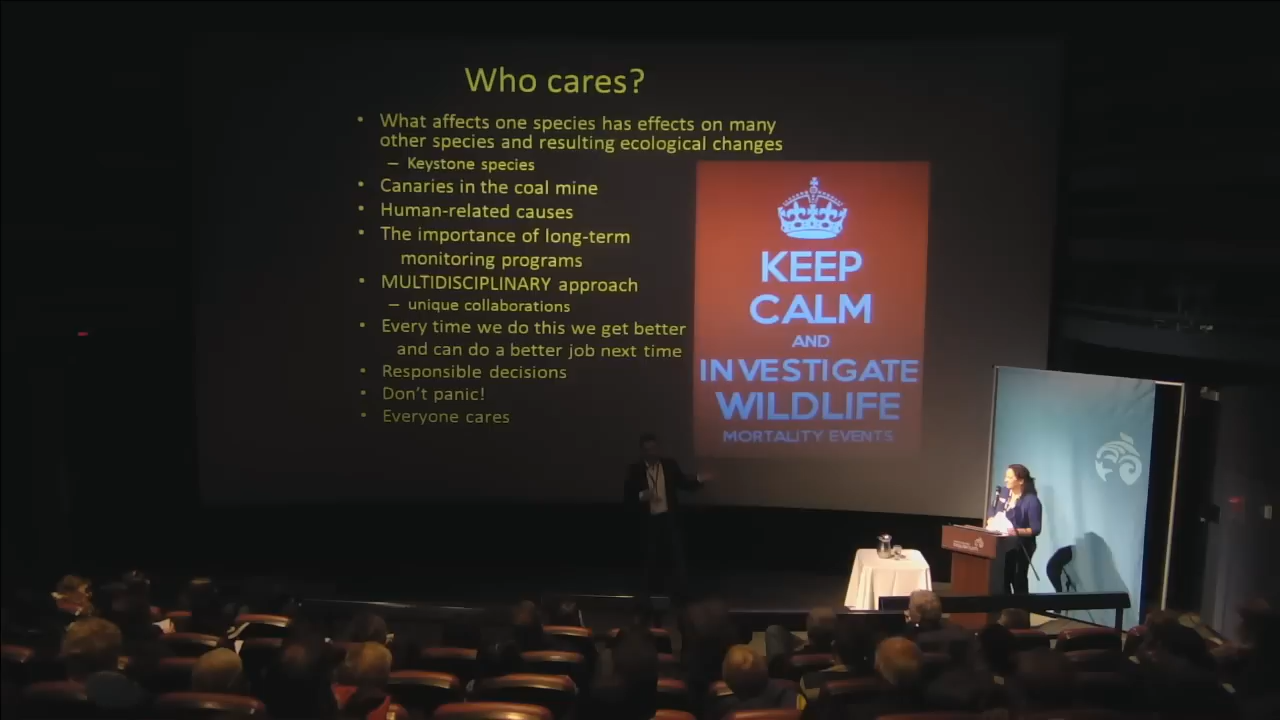 Who cares?
• What affects one species has effects on many
other species and resulting ecological changes
– Keystone species
• Canaries in the coal mine
• Human-related causes
• The importance of long-term
monitoring programs
• MULTIDISCIPLINARY approach
– unique collaborations
• Every time we do this we get better
and can do a better job next time
• Responsible decisions
• Don't panic!
• Everyone cares
KEEP
CALM
AND
INVESTIGATE
WILDLIFE
MORTALITY EVENTS